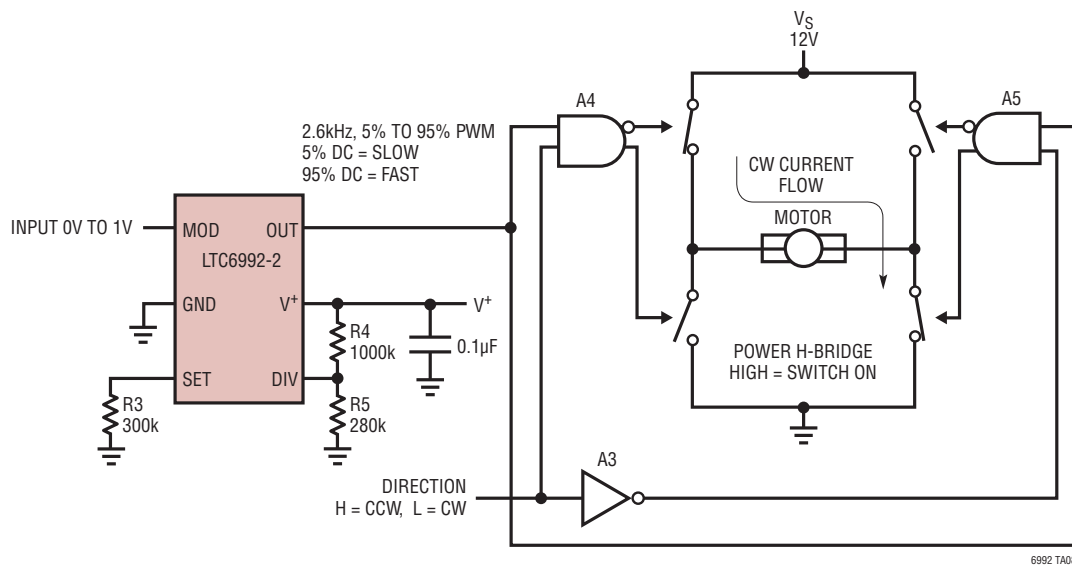 V_S
12V
A4
A5
2.6kHz, 5% TO 95% PWM
5% DC = SLOW
95% DC = FAST
CW CURRENT
FLOW
MOTOR
INPUT 0V TO 1V
MOD
OUT
LTC6992-2
GND
V⁺
V⁺
R4
1000k
0.1µF
POWER H-BRIDGE
HIGH = SWITCH ON
SET
DIV
R3
300k
R5
280k
A3
DIRECTION
H = CCW, L = CW